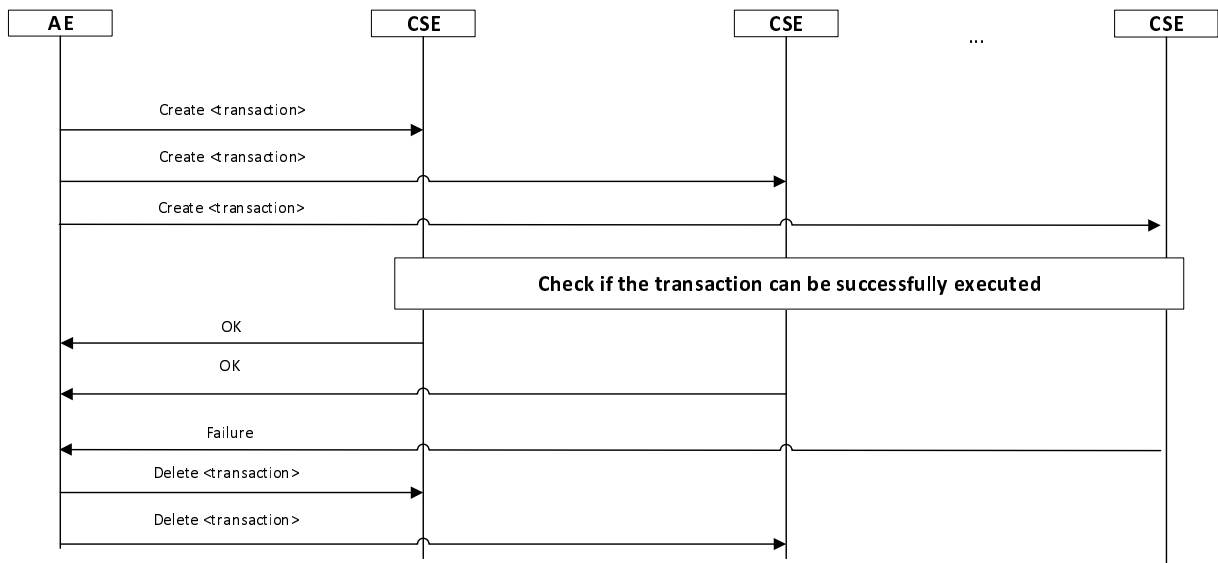 AE
CSE
CSE
...
CSE
Create <transaction>
Create <transaction>
Create <transaction>
Check if the transaction can be successfully executed
OK
OK
Failure
Delete <transaction>
Delete <transaction>